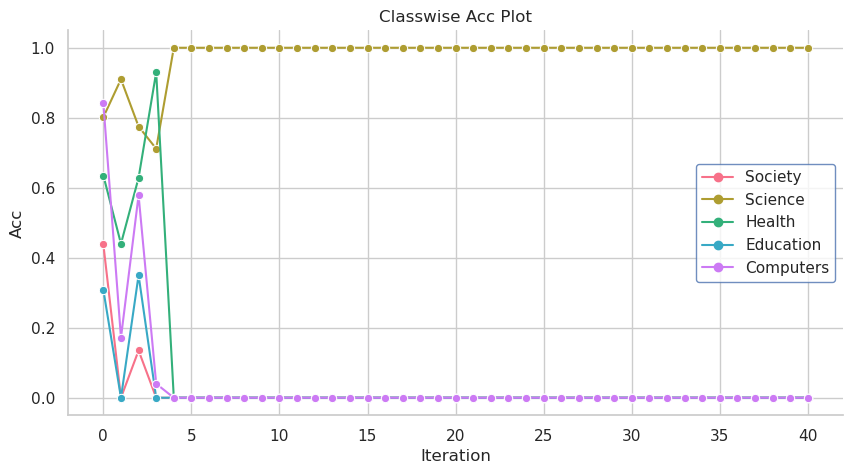 Classwise Acc Plot
1.0
0.8
0.6
0.4
0.2
0.0
Acc
Society
Science
Health
Education
Computers
0 5 10 15 20 25 30 35 40
Iteration